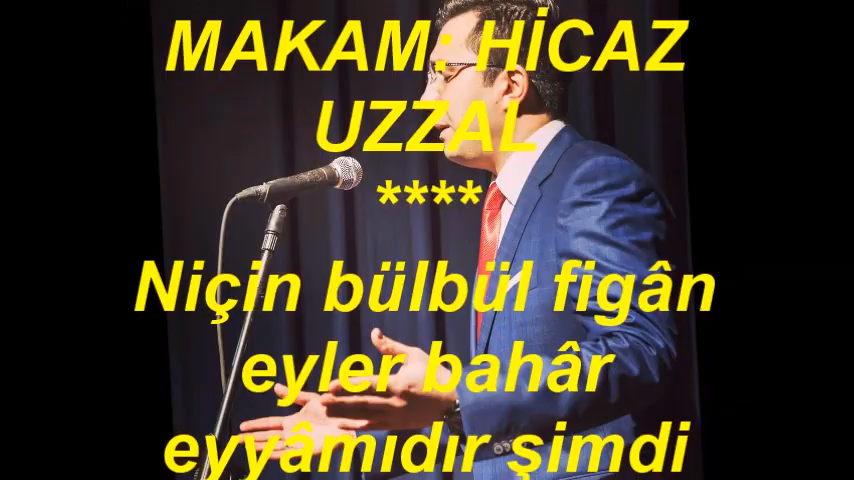 MAKAM: HİCAZ
UZZAL
****
Niçin bülbül figân
eyler bahâr
eyyâmıdır şimdi